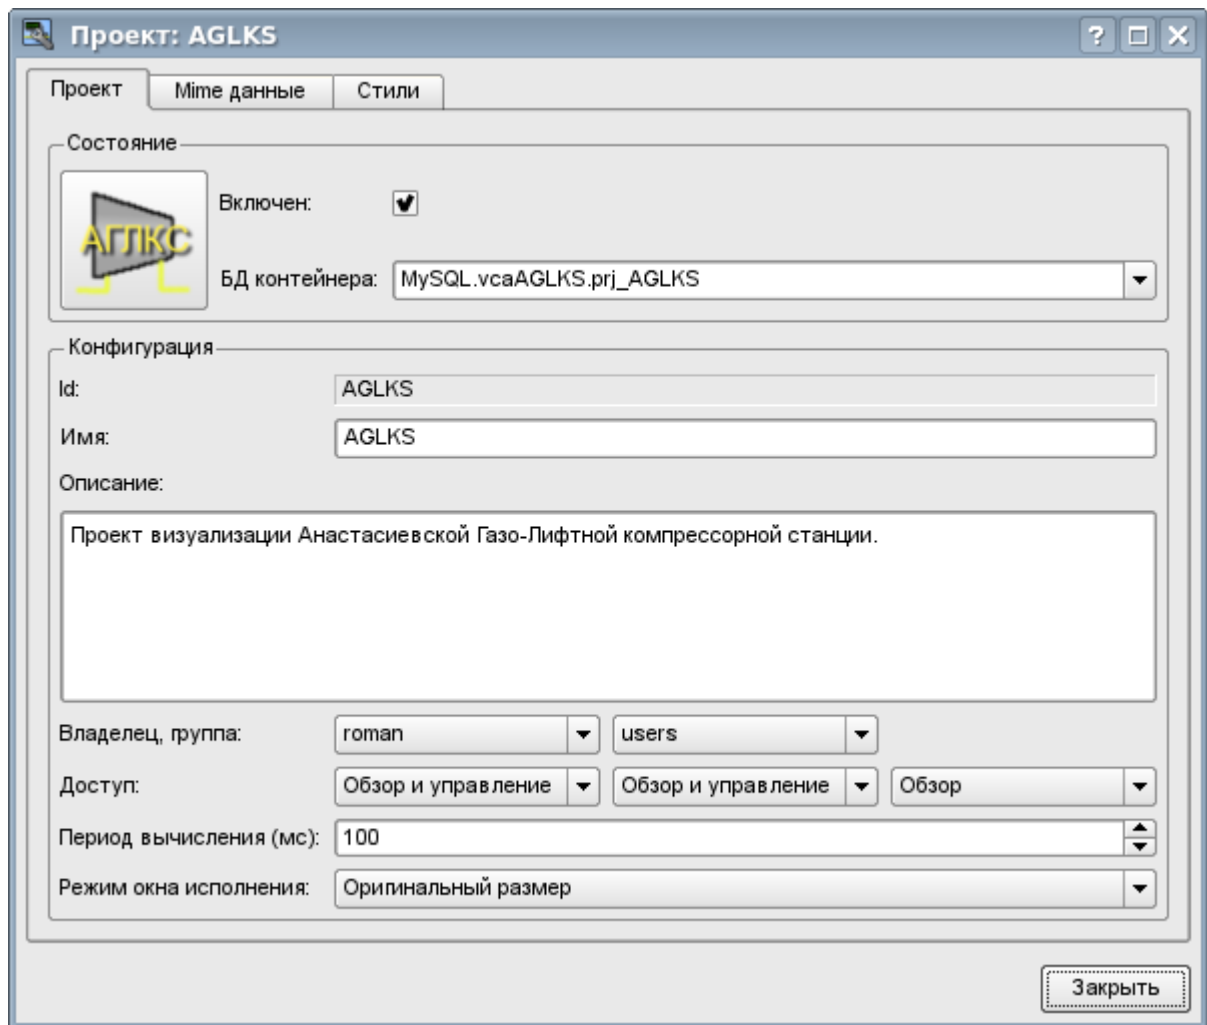 Проект: AGLKS
Проект
Mime данные
Стили
Состояние
АГЛКС
Включен:
БД контейнера:
MySQL.vcaAGLKS.prj_AGLKS
Конфигурация
Id:
AGLKS
Имя:
AGLKS
Описание:
Проект визуализации Анастасиевской Газо-Лифтной компрессорной станции.
Владелец, группа:
roman
users
Доступ:
Обзор и управление
Обзор и управление
Обзор
Период вычисления (мс):
100
Режим окна исполнения:
Оригинальный размер
Закрыть